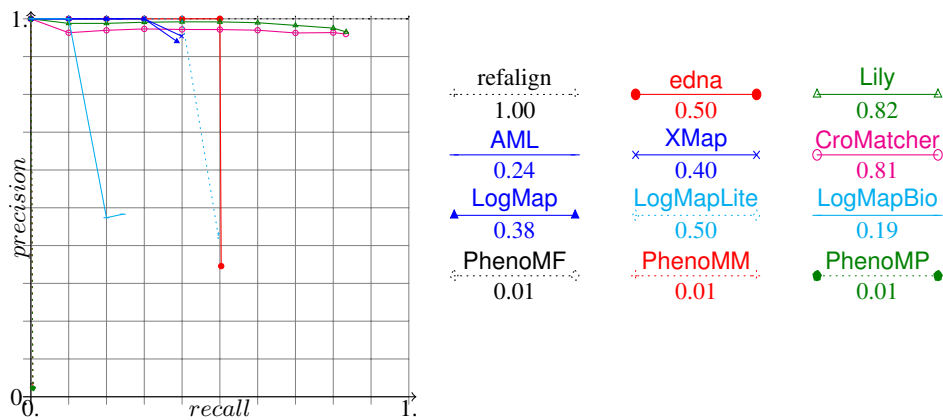 1.
precision
0.
0.
recall
1.
refalign
1.00
edna
0.50
Lily
0.82
AML
0.24
XMap
0.40
CroMatcher
0.81
LogMap
0.38
LogMapLite
0.50
LogMapBio
0.19
PhenoMF
0.01
PhenoMM
0.01
PhenoMP
0.01